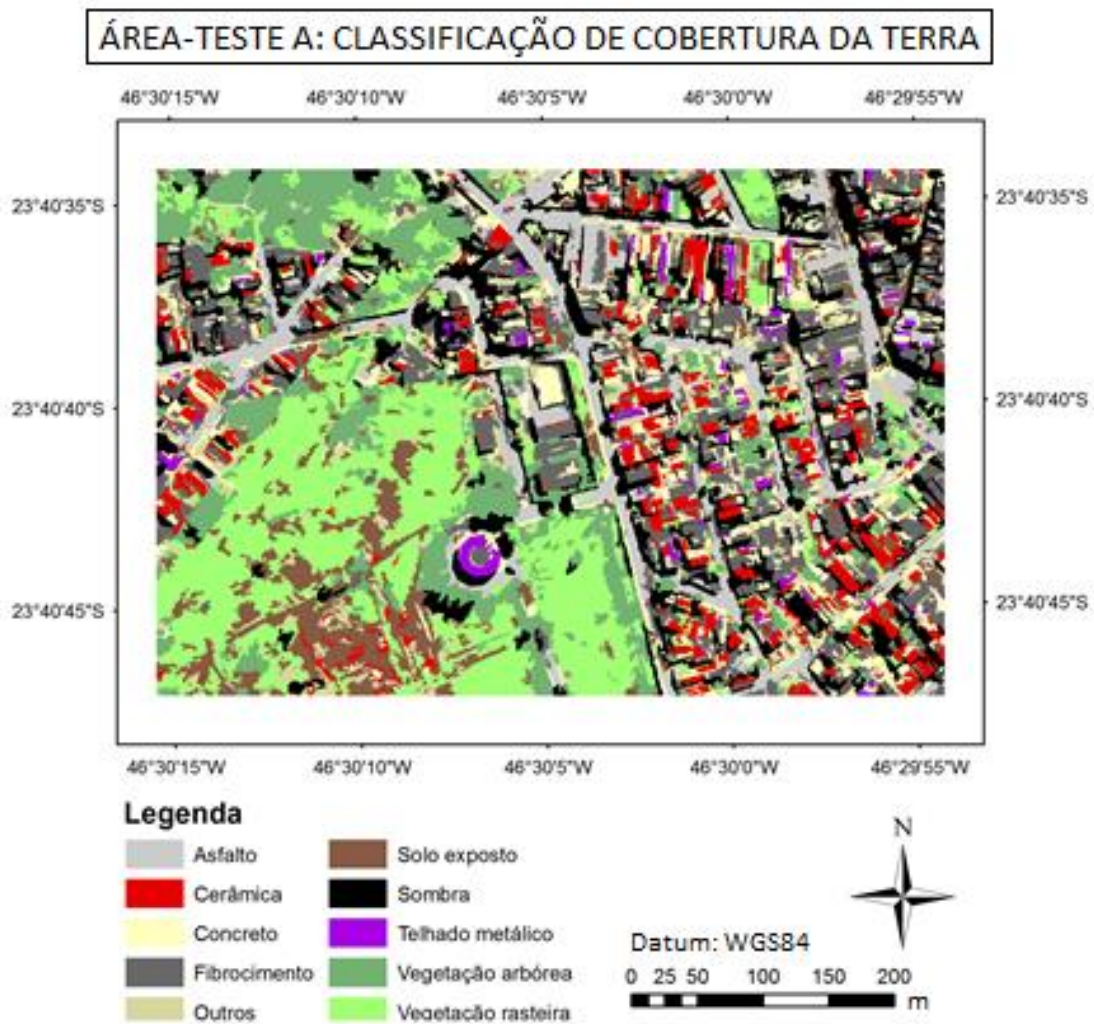 ÁREA-TESTE A: CLASSIFICAÇÃO DE COBERTURA DA TERRA
46°30'15"W 46°30'10"W 46°30'5"W 46°30'0"W 46°29'55"W
23°40'35"S 23°40'35"S
23°40'40"S 23°40'40"S
23°40'45"S 23°40'45"S
46°30'15"W 46°30'10"W 46°30'5"W 46°30'0"W 46°29'55"W
Legenda
Asfalto
Cerâmica
Concreto
Fibrocimento
Outros
Solo exposto
Sombra
Telhado metálico
Vegetação arbórea
Vegetação rasteira
N
Datum: WGS84
0 25 50 100 150 200
m